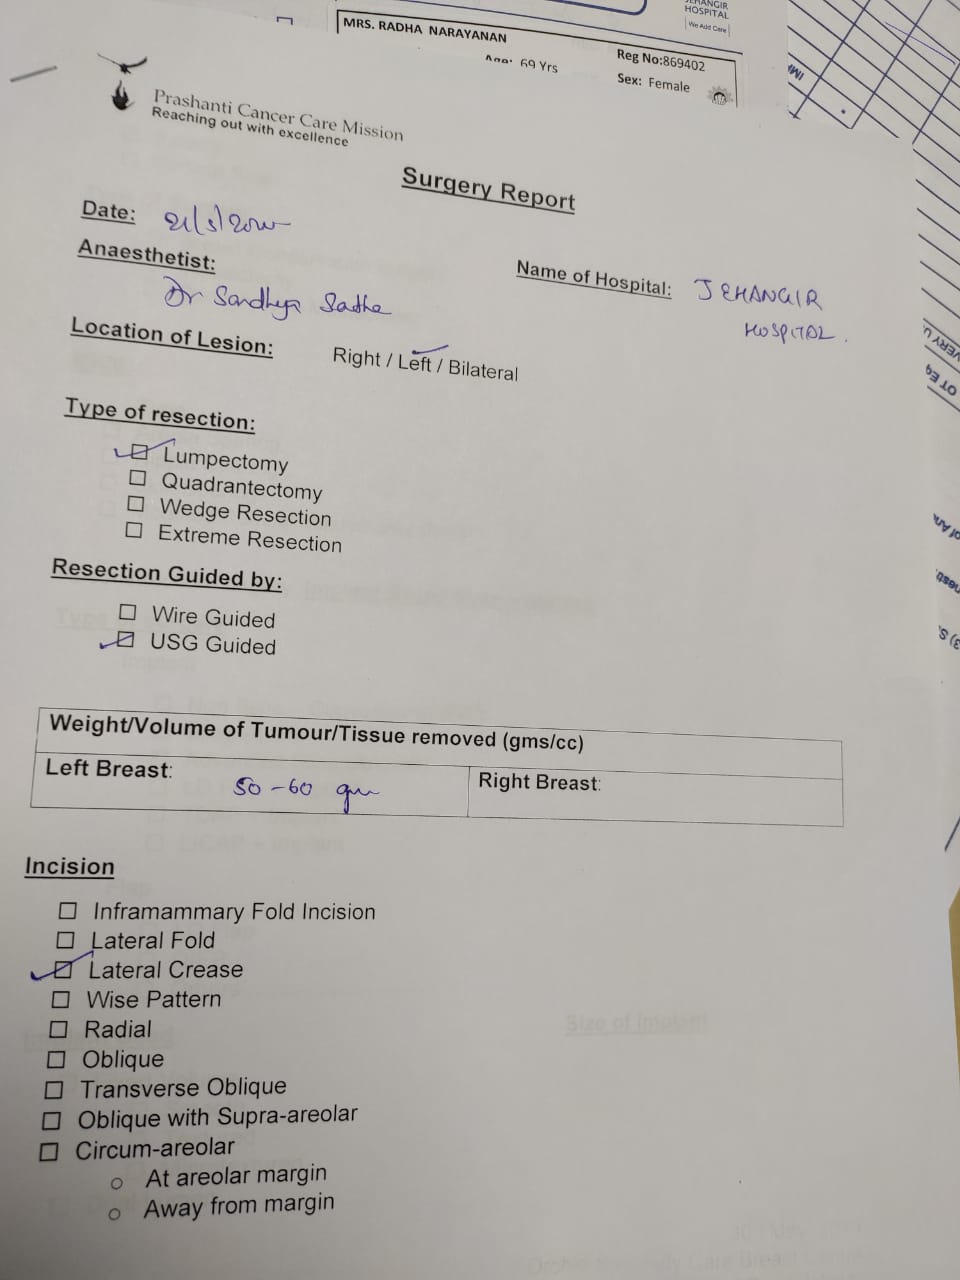 JEHANGIR
HOSPITAL
We Add Care
MRS. RADHA NARAYANAN
Reg No:869402
Age: 69 Yrs
Sex: Female
Prashanti Cancer Care Mission
Reaching out with excellence
Surgery Report
Date:
Anaesthetist:
Name of Hospital: JEHANGIR
HOSPITAL.
Dr Sandhya
Location of Lesion: Right / Left / Bilateral
Type of resection:
Lumpectomy
Quadrantectomy
Wedge Resection
Extreme Resection
Resection Guided by:
Wire Guided
USG Guided
Weight/Volume of Tumour/Tissue removed (gms/cc)
Left Breast: 50-60 gm
Right Breast:
Incision
Inframammary Fold Incision
Lateral Fold
Lateral Crease
Wise Pattern
Radial
Oblique
Transverse Oblique
Oblique with Supra-areolar
Circum-areolar
At areolar margin
Away from margin
Size of Implant